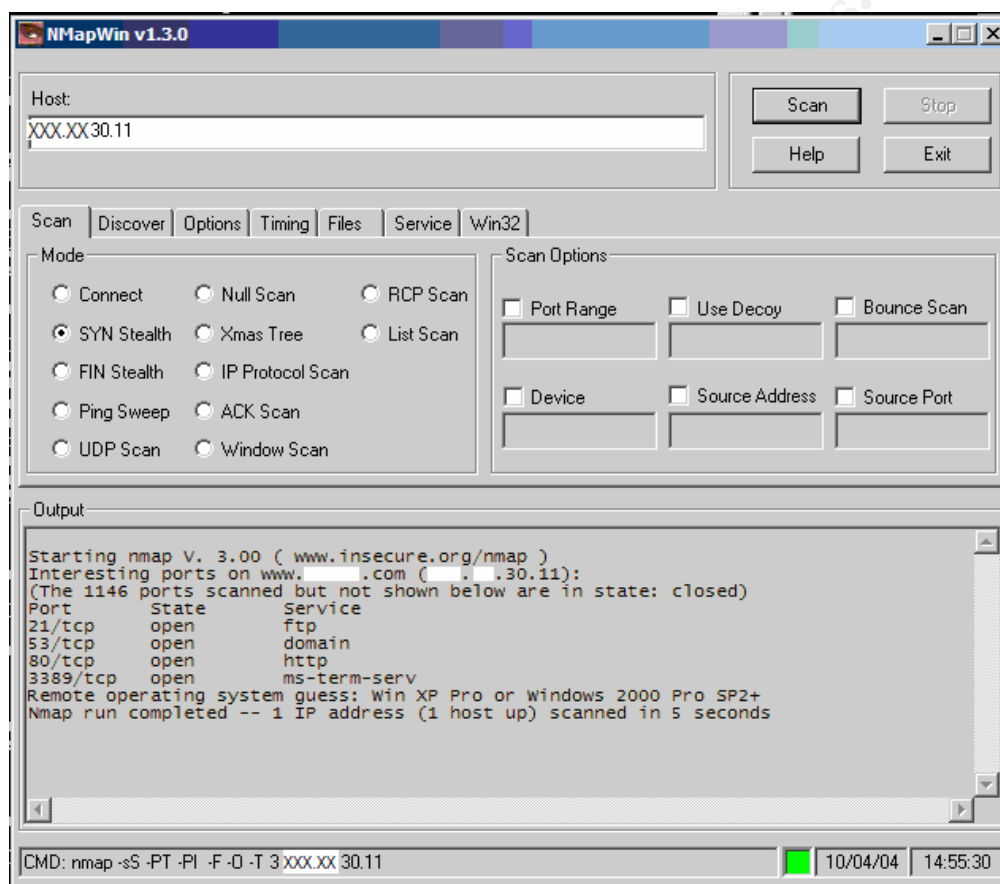 NMapWin v1.3.0
Host:
XXX.XX 30.11
Scan Stop
Help Exit
Scan Discover Options Timing Files Service Win32
Mode
Connect Null Scan RCP Scan
SYN Stealth Xmas Tree List Scan
FIN Stealth IP Protocol Scan
Ping Sweep ACK Scan
UDP Scan Window Scan
Scan Options
Port Range Use Decoy Bounce Scan
Device Source Address Source Port
Output
Starting nmap V. 3.00 ( www.insecure.org/nmap )
Interesting ports on www. .com ( . .30.11):
(The 1146 ports scanned but not shown below are in state: closed)
Port State Service
21/tcp open ftp
53/tcp open domain
80/tcp open http
3389/tcp open ms-term-serv
Remote operating system guess: Win XP Pro or Windows 2000 Pro SP2+
Nmap run completed -- 1 IP address (1 host up) scanned in 5 seconds
CMD: nmap -sS -PT -PI -F -O -T 3 XXX.XX 30.11 10/04/04 14:55:30